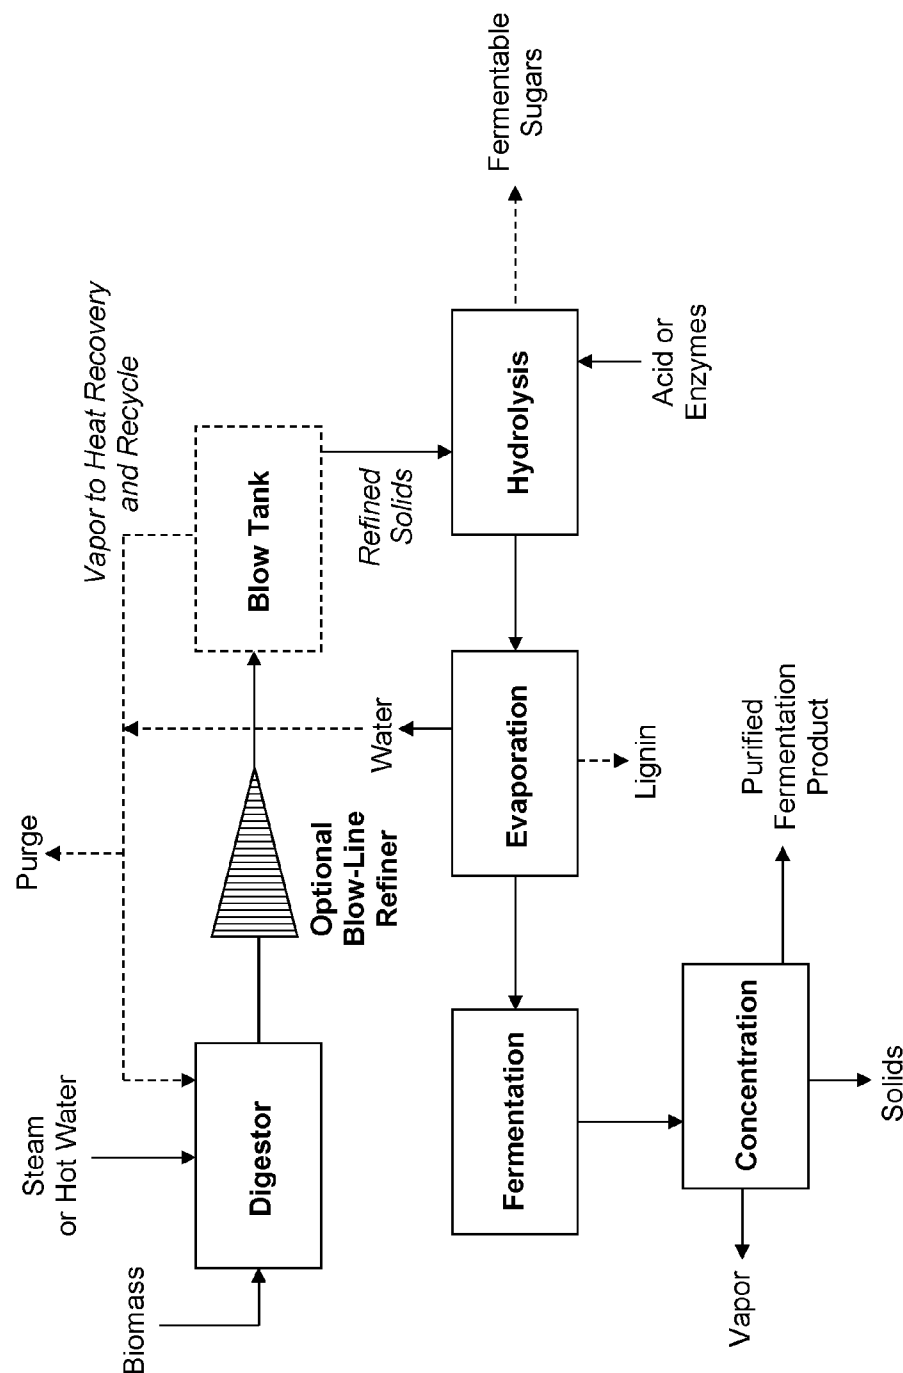 Biomass
Steam
or Hot Water
Digestor
Purge
Optional
Blow-Line
Refiner
Vapor to Heat Recovery
and Recycle
Blow Tank
Refined
Solids
Fermentable
Sugars
Hydrolysis
Acid or
Enzymes
Water
Evaporation
Lignin
Fermentation
Purified
Fermentation
Product
Concentration
Vapor
Solids